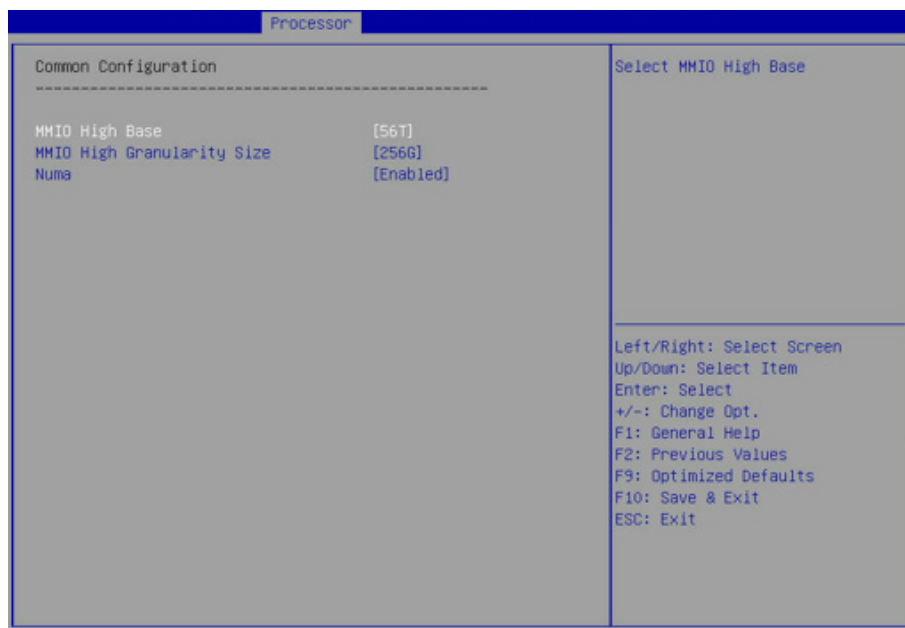 Processor
Common Configuration
--------------------------------------------------
MMIO High Base [56T]
MMIO High Granularity Size [256G]
Numa [Enabled]
Select MMIO High Base
Left/Right: Select Screen
Up/Down: Select Item
Enter: Select
+/-: Change Opt.
F1: General Help
F2: Previous Values
F9: Optimized Defaults
F10: Save & Exit
ESC: Exit